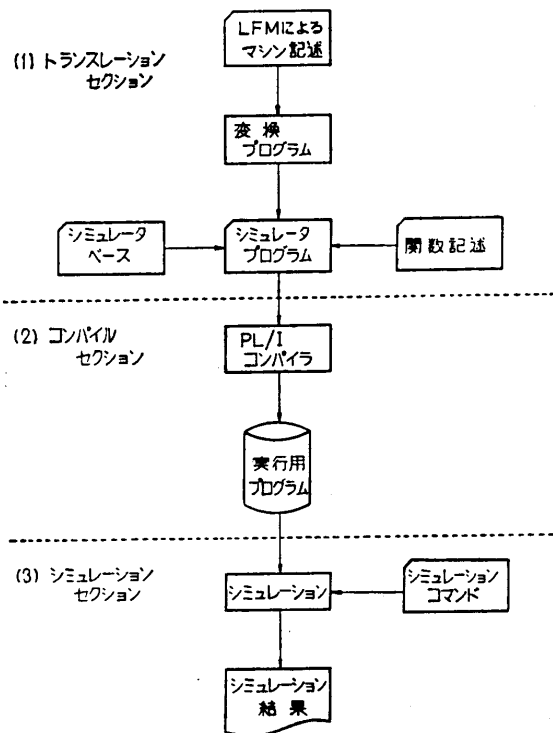 LFMによる
マシン記述
(1) トランスレーション
セクション
変換
プログラム
シミュレータ
ベース
シミュレータ
プログラム
関数記述
(2) コンパイル
セクション
PL/I
コンパイラ
実行用
プログラム
(3) シミュレーション
セクション
シミュレーション
シミュレーション
コマンド
シミュレーション
結果